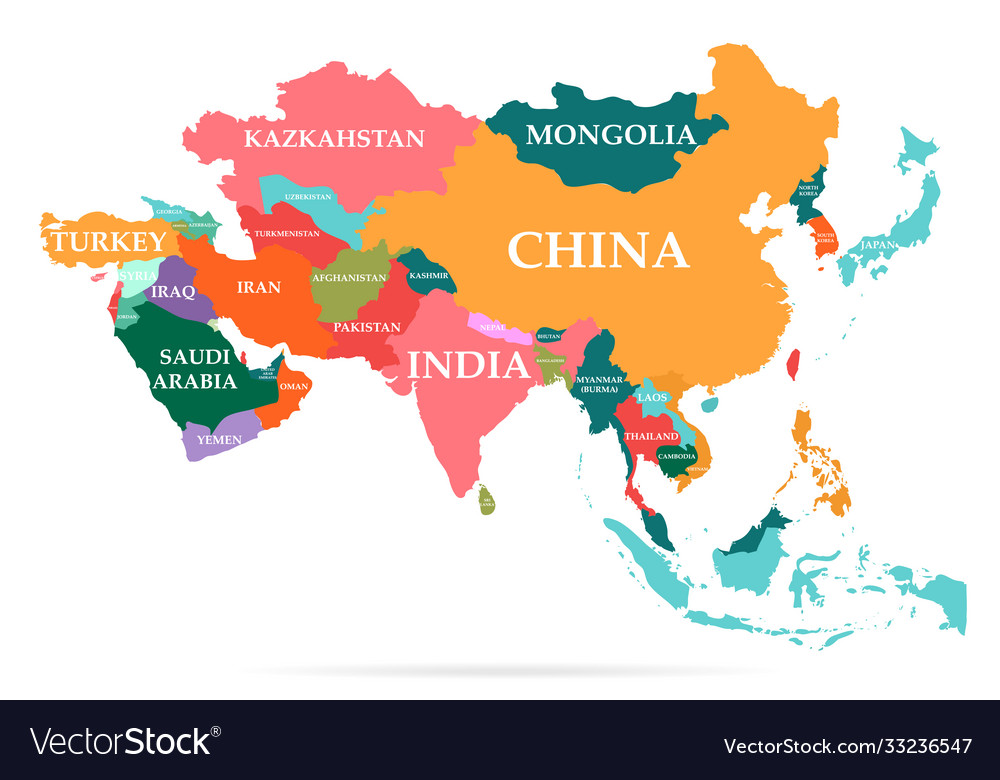 KAZKAHSTAN
MONGOLIA
UZBEKISTAN
GEORGIA
AZERBAIJAN
NORTH
KOREA
TURKEY
TURKMENISTAN
CHINA
SOUTH
KOREA
JAPAN
SYRIA
IRAQ
IRAN
AFGHANISTAN
KASHMIR
JORDAN
PAKISTAN
NEPAL
BHUTAN
SAUDI
ARABIA
INDIA
BANGLADESH
UNITED
ARAB
EMIRATES
OMAN
MYANMAR
(BURMA)
LAOS
YEMEN
THAILAND
CAMBODIA
VIETNAM
SRI
LANKA
VectorStock®
VectorStock.com/33236547